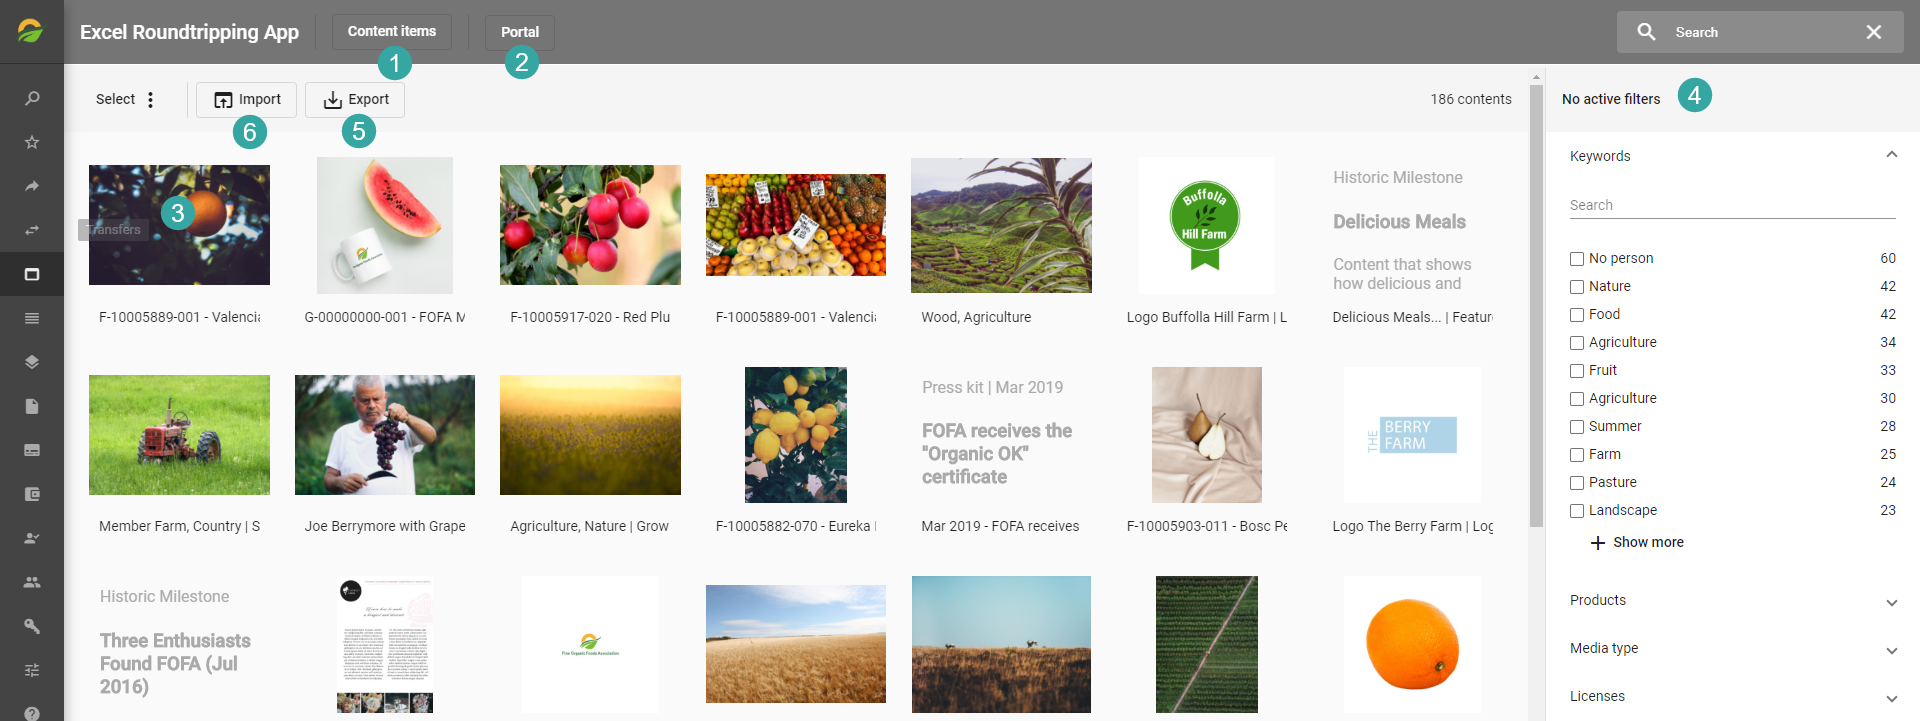 Excel Roundtripping App
Content items
Portal
Search
1
2
Select
Import
Export
186 contents
No active filters
4
6
5
Keywords
Search
3
Transfers
Buffolla
Hill Farm
Historic Milestone
Delicious Meals
Content that shows
how delicious and
F-10005889-001 - Valencia
G-00000000-001 - FOFA M
F-10005917-020 - Red Plu
F-10005889-001 - Valencia
Wood, Agriculture
Logo Buffolla Hill Farm | L
Delicious Meals... | Featur
No person 60
Nature 42
Food 42
Agriculture 34
Fruit 33
Agriculture 30
Summer 28
Farm 25
Pasture 24
Landscape 23
Show more
Press kit | Mar 2019
FOFA receives the
"Organic OK"
certificate
THE BERRY
FARM
Member Farm, Country | S
Joe Berrymore with Grape
Agriculture, Nature | Grow
F-10005882-070 - Eureka
Mar 2019 - FOFA receives
F-10005903-011 - Bosc Pe
Logo The Berry Farm | Log
Historic Milestone
Three Enthusiasts
Found FOFA (Jul
2016)
Free Organic Foods Association
Products
Media type
Licenses